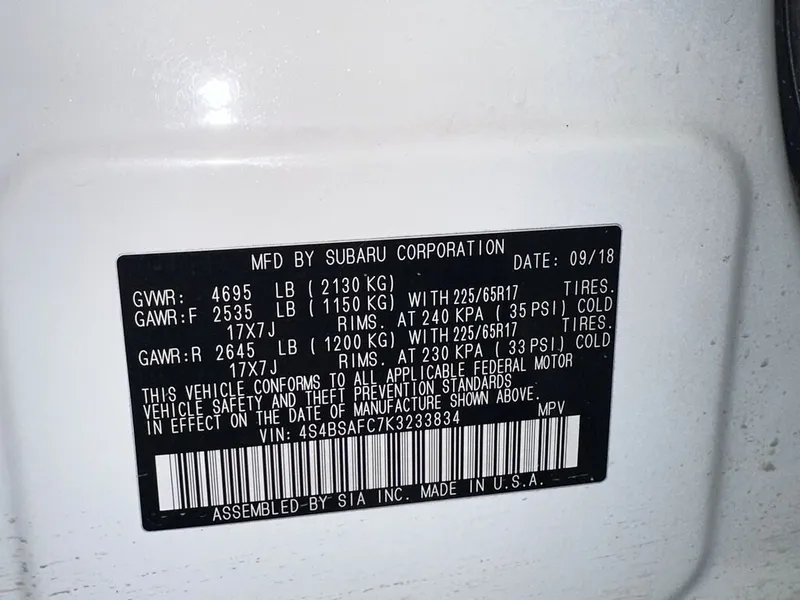 MFD BY SUBARU CORPORATION DATE: 09/18
GVWR: 4695 LB ( 2130 KG)
GAWR:F 2535 LB ( 1150 KG) WITH 225/65R17 TIRES.
17X7J RIMS. AT 240 KPA ( 35 PSI) COLD
GAWR:R 2645 LB ( 1200 KG) WITH 225/65R17 TIRES.
17X7J RIMS. AT 230 KPA ( 33 PSI) COLD
THIS VEHICLE CONFORMS TO ALL APPLICABLE FEDERAL MOTOR
VEHICLE SAFETY AND THEFT PREVENTION STANDARDS
IN EFFECT ON THE DATE OF MANUFACTURE SHOWN ABOVE.
VIN: 4S4BSAFC7K3233834 MPV
ASSEMBLED BY SIA INC. MADE IN U.S.A.